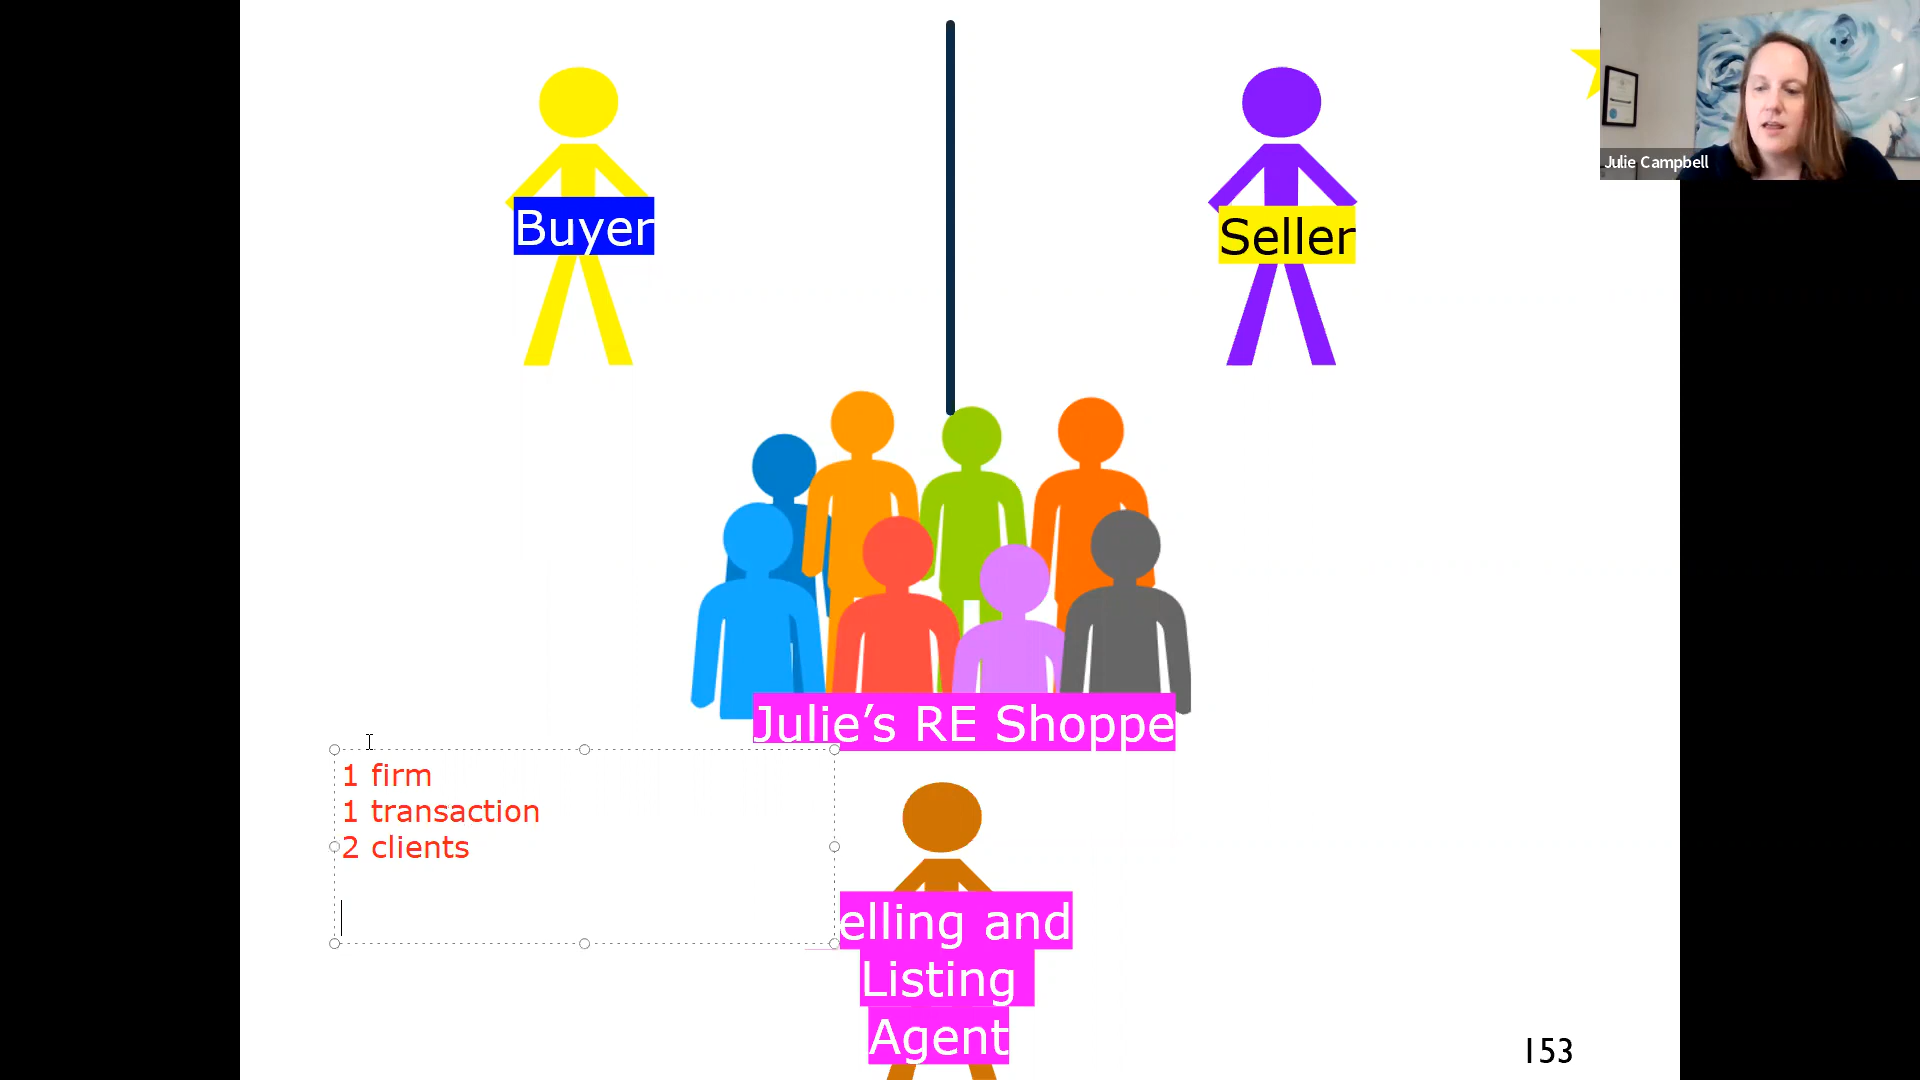 Buyer
Seller
Julie Campbell
Julie’s RE Shoppe
1 firm
1 transaction
2 clients
elling and
Listing
Agent
153